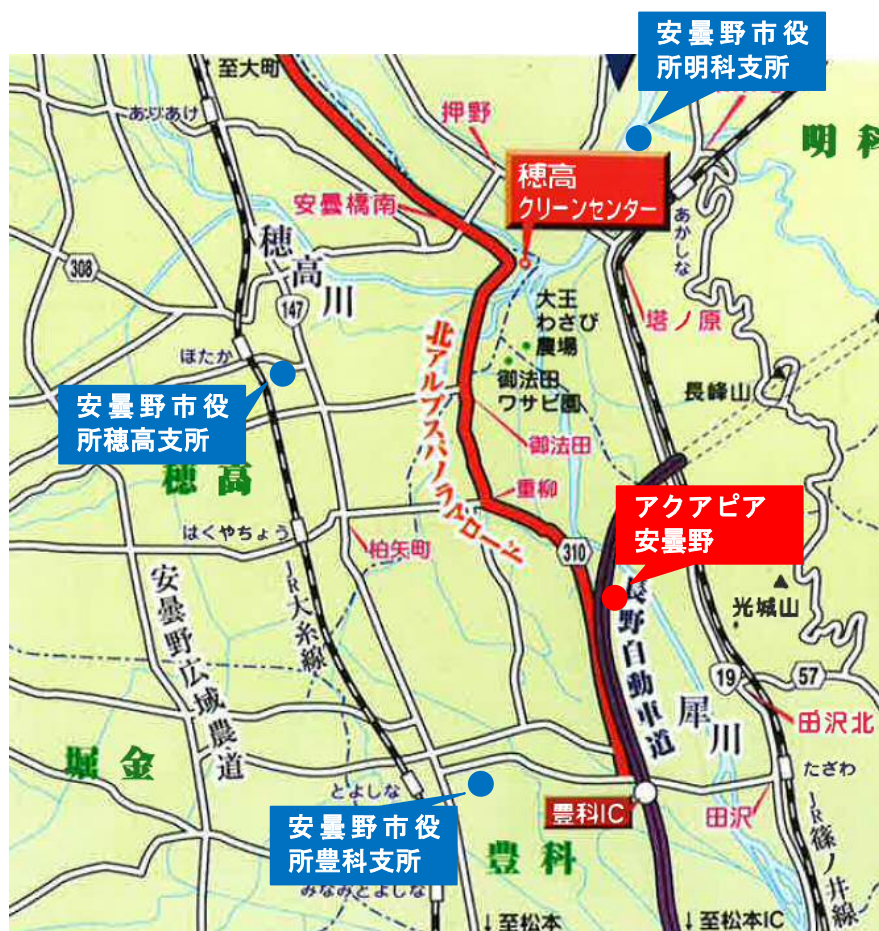 安曇野市役
所明科支所
至大町
ありあけ
押野
明科
穂高
クリーンセンター
安曇橋南
あかしな
穂高川
308
147
大王
わさび
農場
塔ノ原
北アルプスパノラマロード
ほたか
御法田
ワサビ園
長峰山
安曇野市役
所穂高支所
穂高
御法田
重柳
アクアピア
安曇野
はくやちょう
柏矢町
310
JR大糸線
安曇野広域農道
長野自動車道
光城山
19
57
犀川
田沢北
堀金
とよしな
たざわ
安曇野市役
所豊科支所
豊科IC
田沢
豊科
JR篠ノ井線
みなみとよしな
↓至松本
↓至松本IC